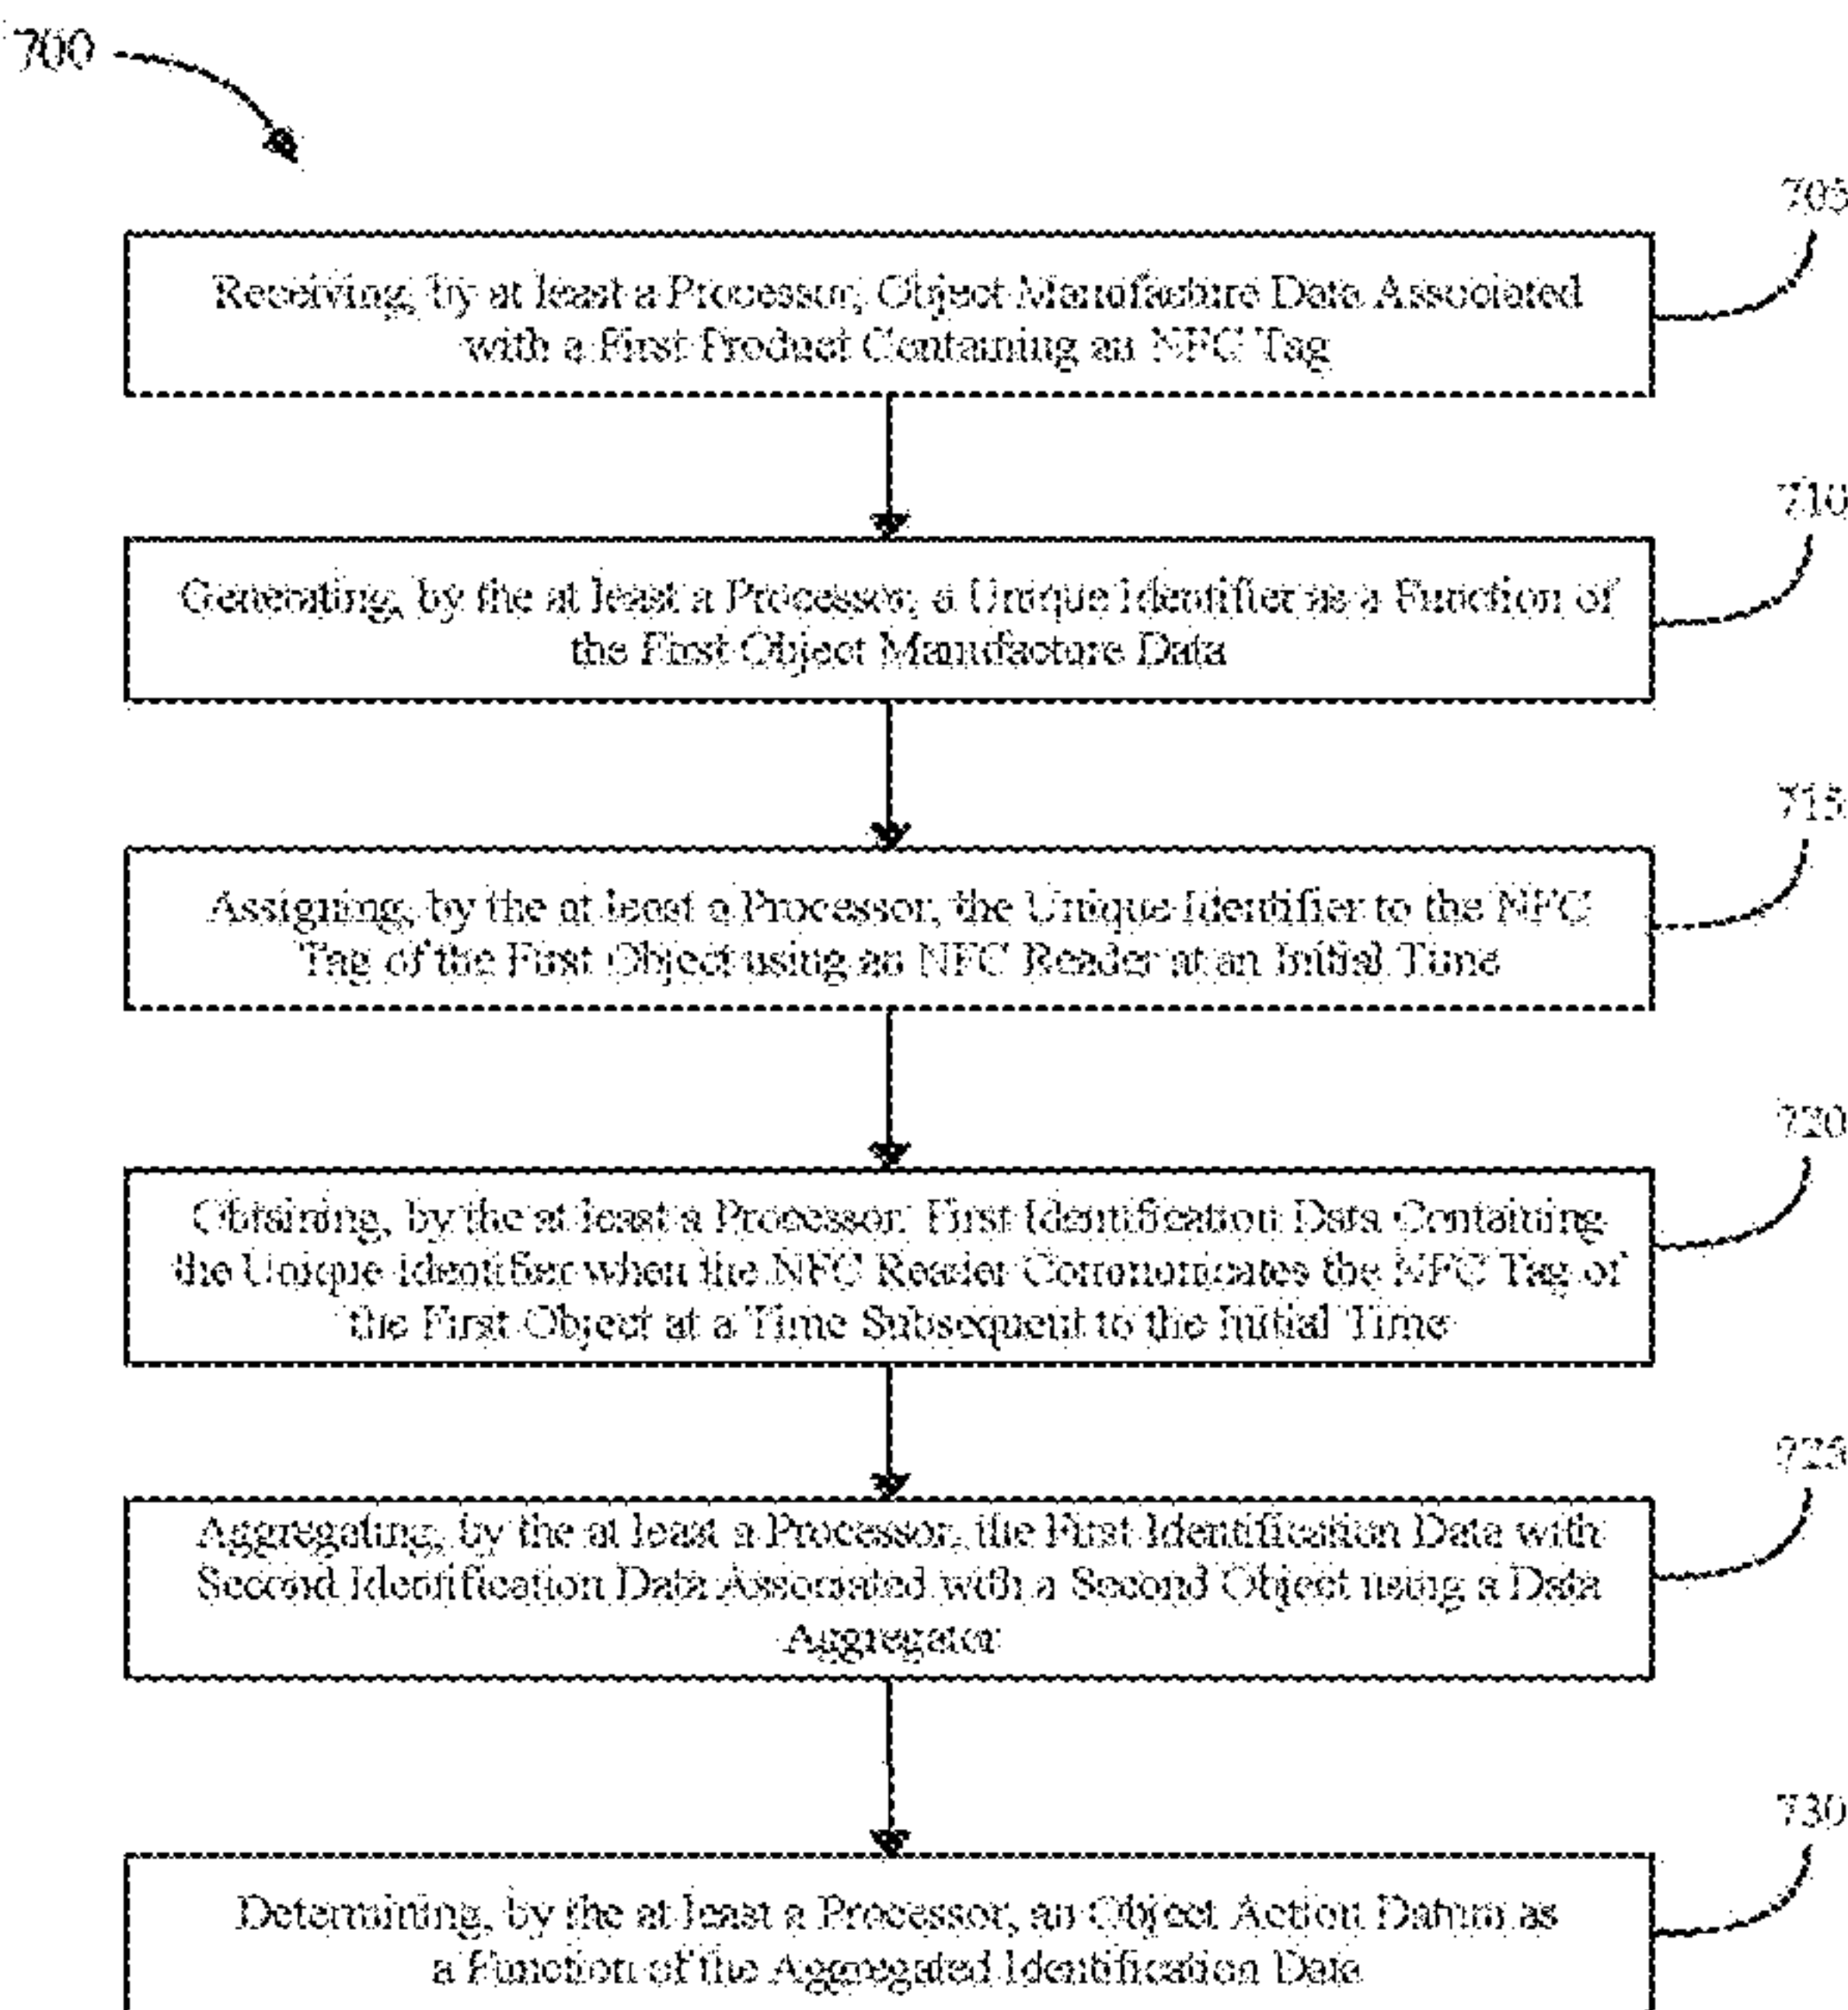 700
705
Receiving, by at least a Processor, Object Manufacture Data Associated
with a First Product Containing an NFC Tag
710
Generating, by the at least a Processor, a Unique Identifier as a Function of
the First Object Manufacture Data
715
Assigning, by the at least a Processor, the Unique Identifier to the NFC
Tag of the First Object using an NFC Reader at an Initial Time
720
Obtaining, by the at least a Processor, First Identification Data Containing
the Unique Identifier when the NFC Reader Communicates the NFC Tag of
the First Object at a Time Subsequent to the Initial Time
725
Aggregating, by the at least a Processor, the First Identification Data with
Second Identification Data Associated with a Second Object using a Data
Aggregator
730
Determining, by the at least a Processor, an Object Action Datum as
a Function of the Aggregated Identification Data